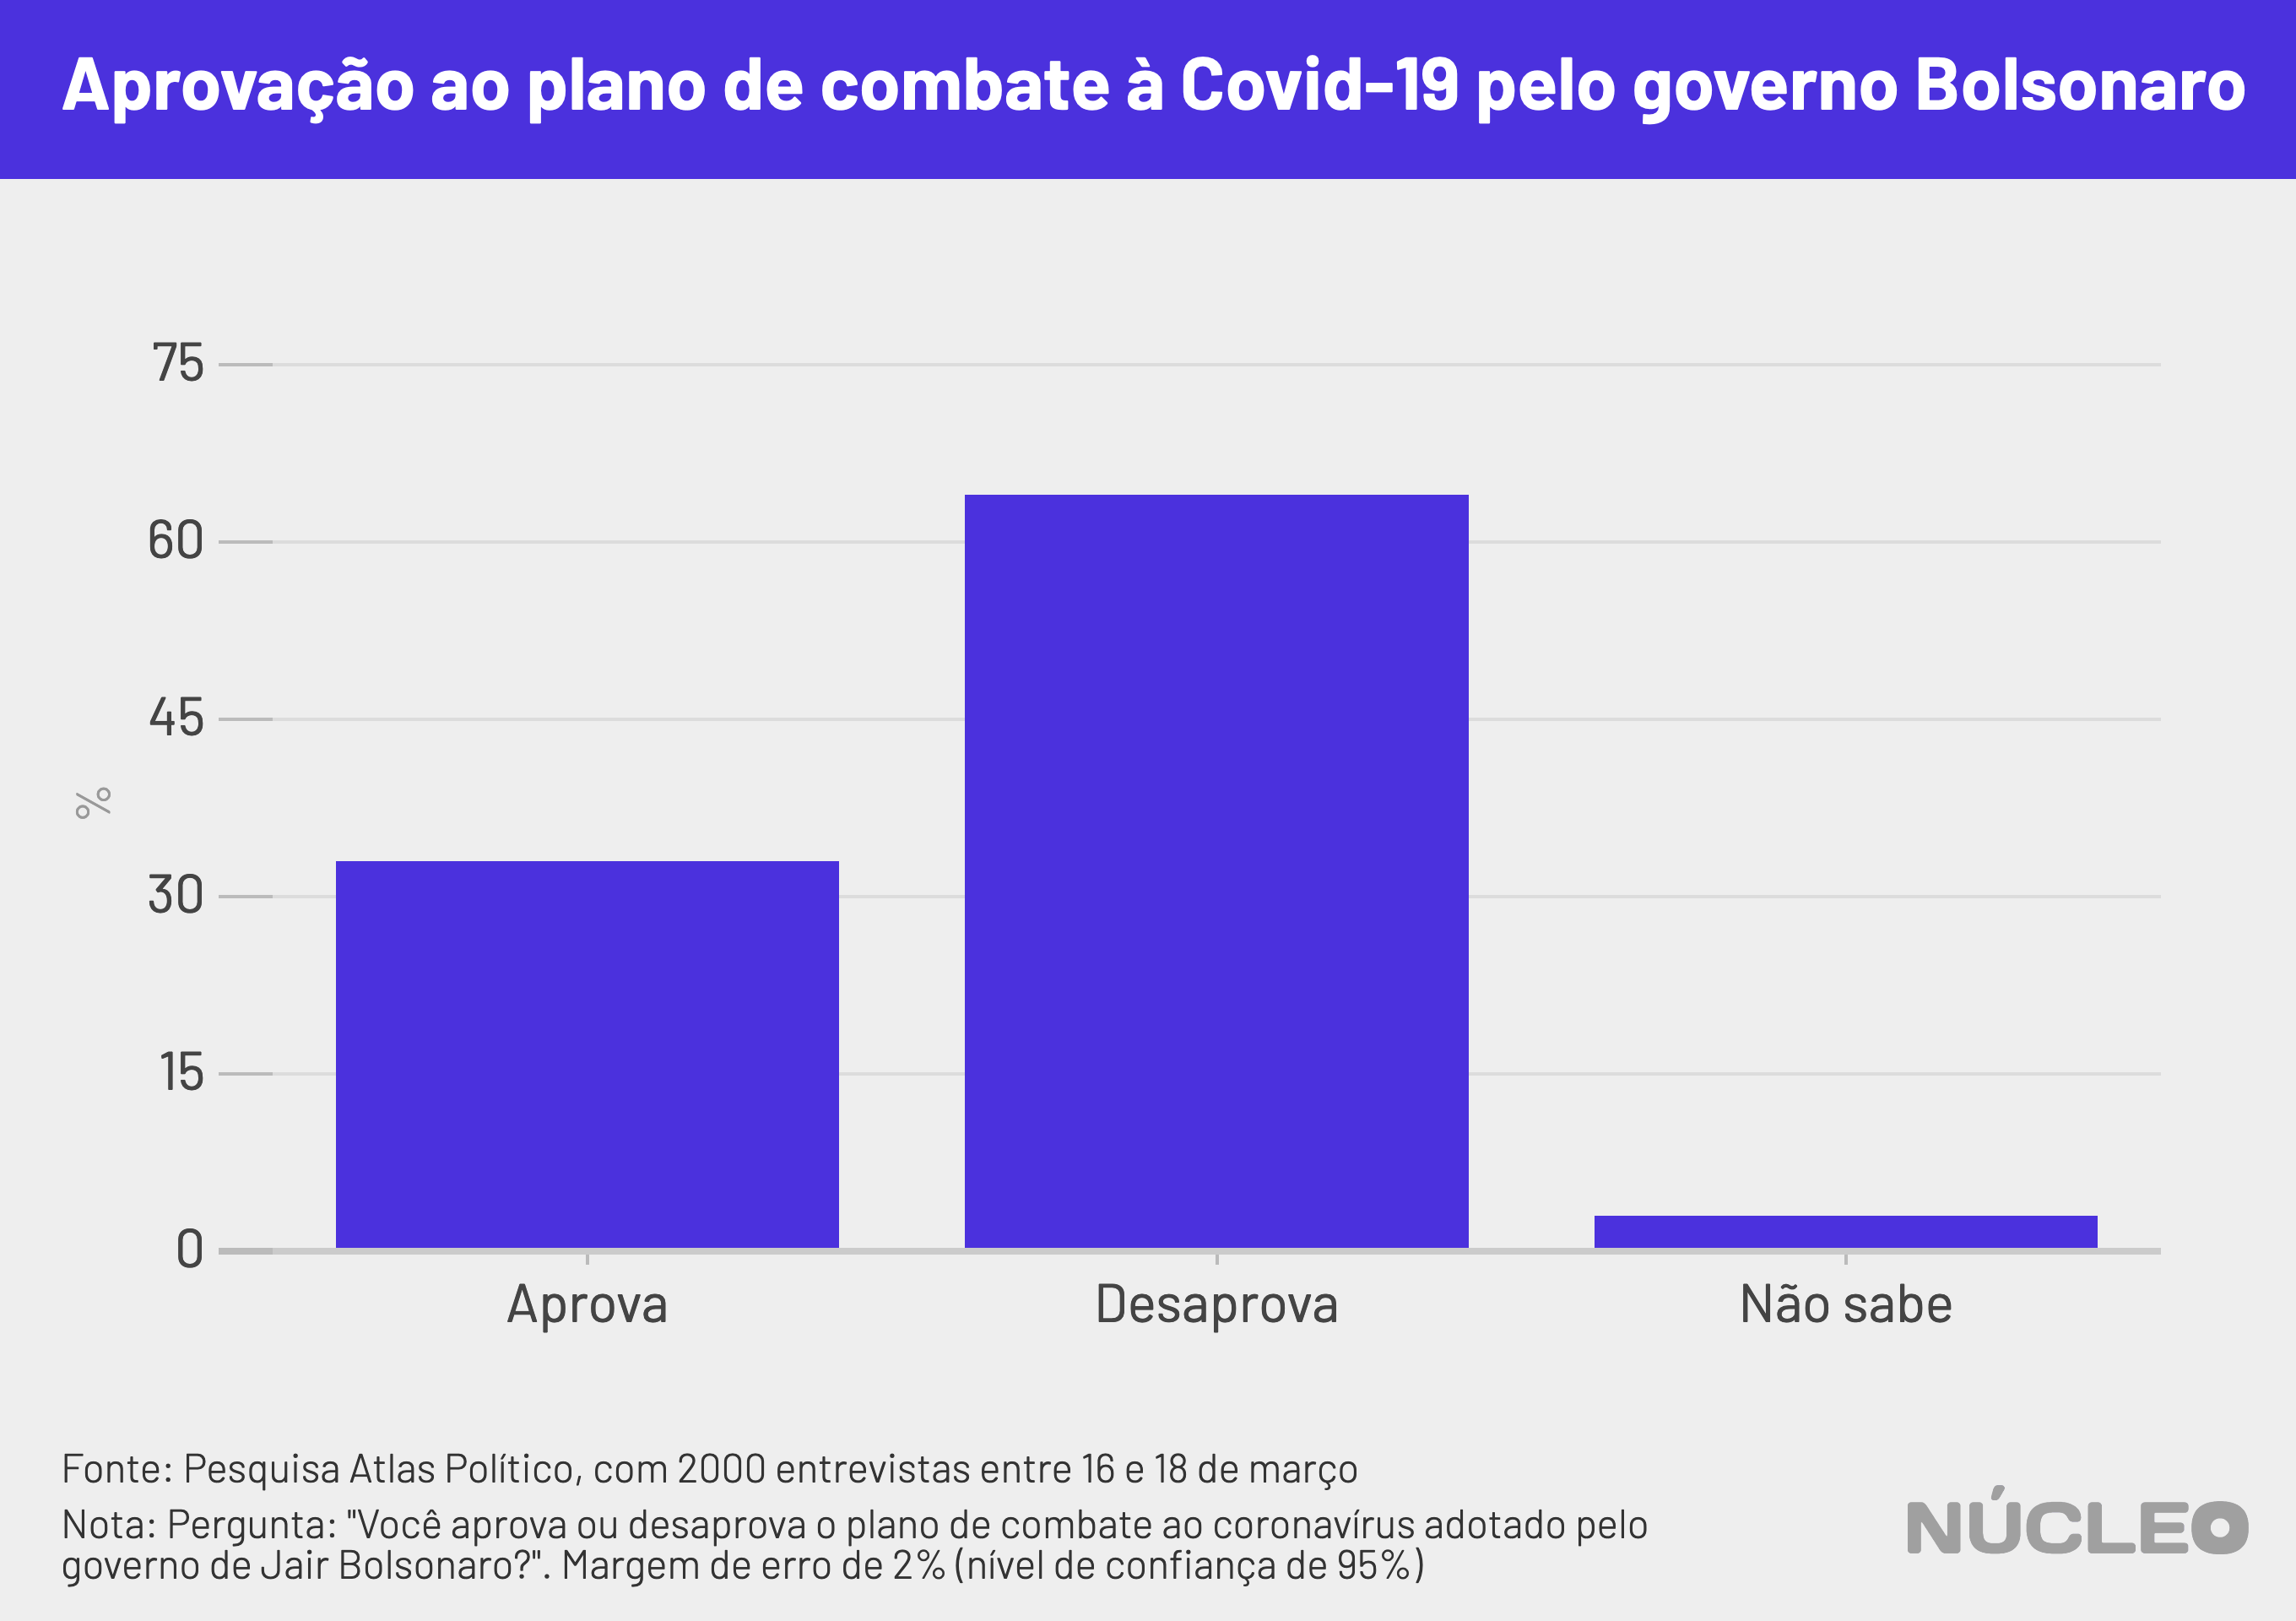 Aprovação ao plano de combate à Covid-19 pelo governo Bolsonaro
75
60
45
%
30
15
0
Aprova Desaprova Não sabe
Fonte: Pesquisa Atlas Político, com 2000 entrevistas entre 16 e 18 de março
Nota: Pergunta: "Você aprova ou desaprova o plano de combate ao coronavírus adotado pelo
governo de Jair Bolsonaro?". Margem de erro de 2% (nível de confiança de 95%)
NÚCLEO